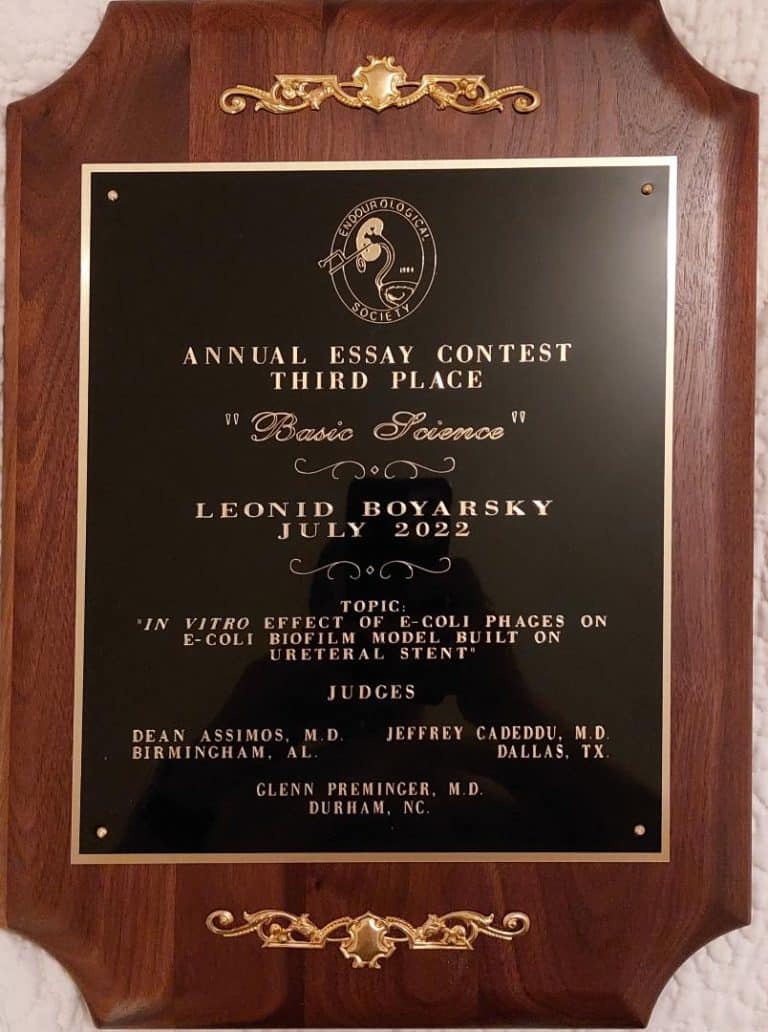 ENDOUROLOGICAL
1984
SOCIETY
ANNUAL ESSAY CONTEST
THIRD PLACE
"Basic Science"
LEONID BOYARSKY
JULY 2022
TOPIC:
"IN VITRO EFFECT OF E-COLI PHAGES ON
E-COLI BIOFILM MODEL BUILT ON
URETERAL STENT"
JUDGES
DEAN ASSIMOS, M.D. JEFFREY CADEDDU, M.D.
BIRMINGHAM, AL. DALLAS, TX.
GLENN PREMINGER, M.D.
DURHAM, NC.